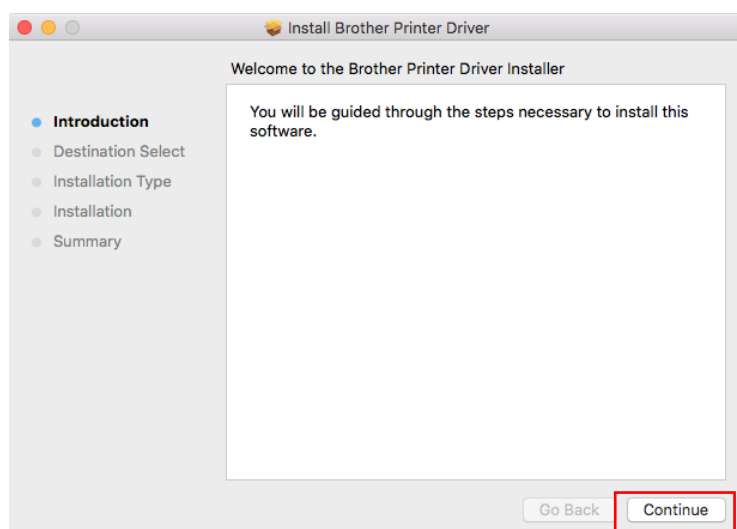 Install Brother Printer Driver
Welcome to the Brother Printer Driver Installer
Introduction
Destination Select
Installation Type
Installation
Summary
You will be guided through the steps necessary to install this
software.
Go Back
Continue